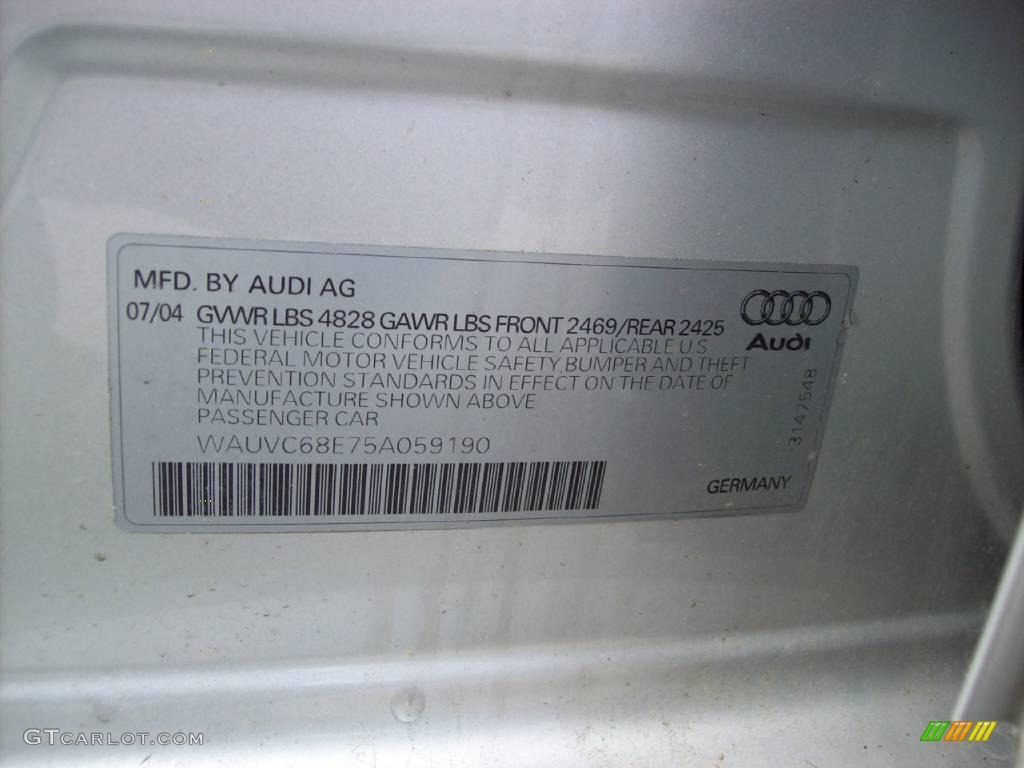 MFD. BY AUDI AG
07/04 GVWR LBS 4828 GAWR LBS FRONT 2469/REAR 2425
THIS VEHICLE CONFORMS TO ALL APPLICABLE U S
FEDERAL MOTOR VEHICLE SAFETY,BUMPER AND THEFT
PREVENTION STANDARDS IN EFFECT ON THE DATE OF
MANUFACTURE SHOWN ABOVE
PASSENGER CAR
WAUVC68E75A059190
Audi
3147548
GERMANY
GTCARLOT.COM